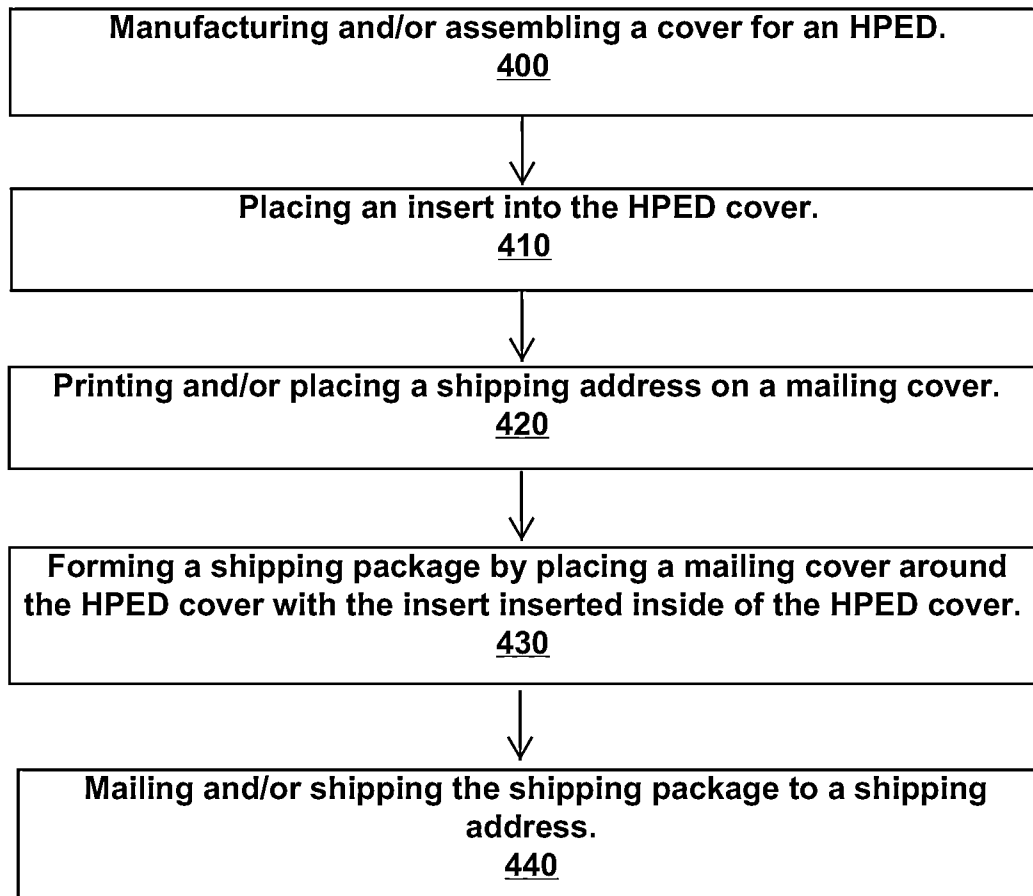 Manufacturing and/or assembling a cover for an HPED.
400
Placing an insert into the HPED cover.
410
Printing and/or placing a shipping address on a mailing cover.
420
Forming a shipping package by placing a mailing cover around
the HPED cover with the insert inserted inside of the HPED cover.
430
Mailing and/or shipping the shipping package to a shipping
address.
440